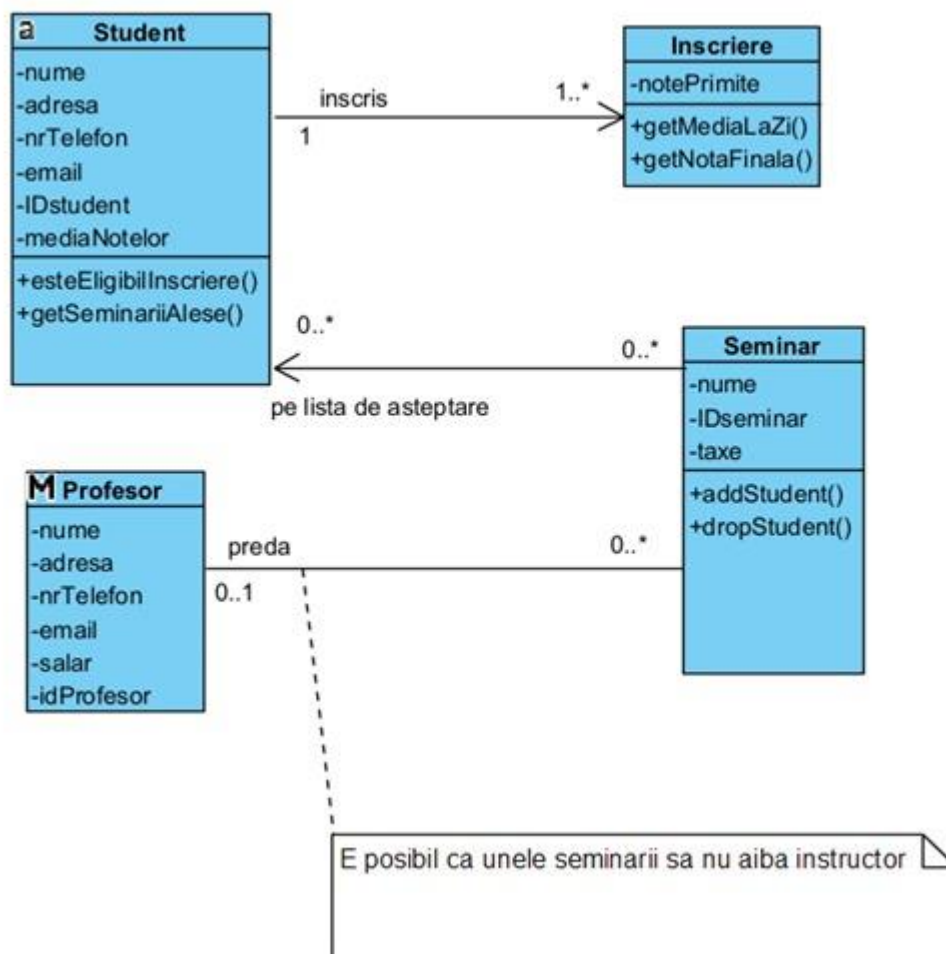 a Student
-nume
-adresa
-nrTelefon
-email
-IDstudent
-mediaNotelor
+esteEligibilInscriere()
+getSeminariiAlese()
inscris
1
1..*
Inscriere
-notePrimite
+getMediaLaZi()
+getNotaFinala()
0..*
0..*
pe lista de asteptare
Seminar
-nume
-IDseminar
-taxe
+addStudent()
+dropStudent()
M Profesor
-nume
-adresa
-nrTelefon
-email
-salar
-idProfesor
preda
0..1
0..*
E posibil ca unele seminarii sa nu aiba instructor